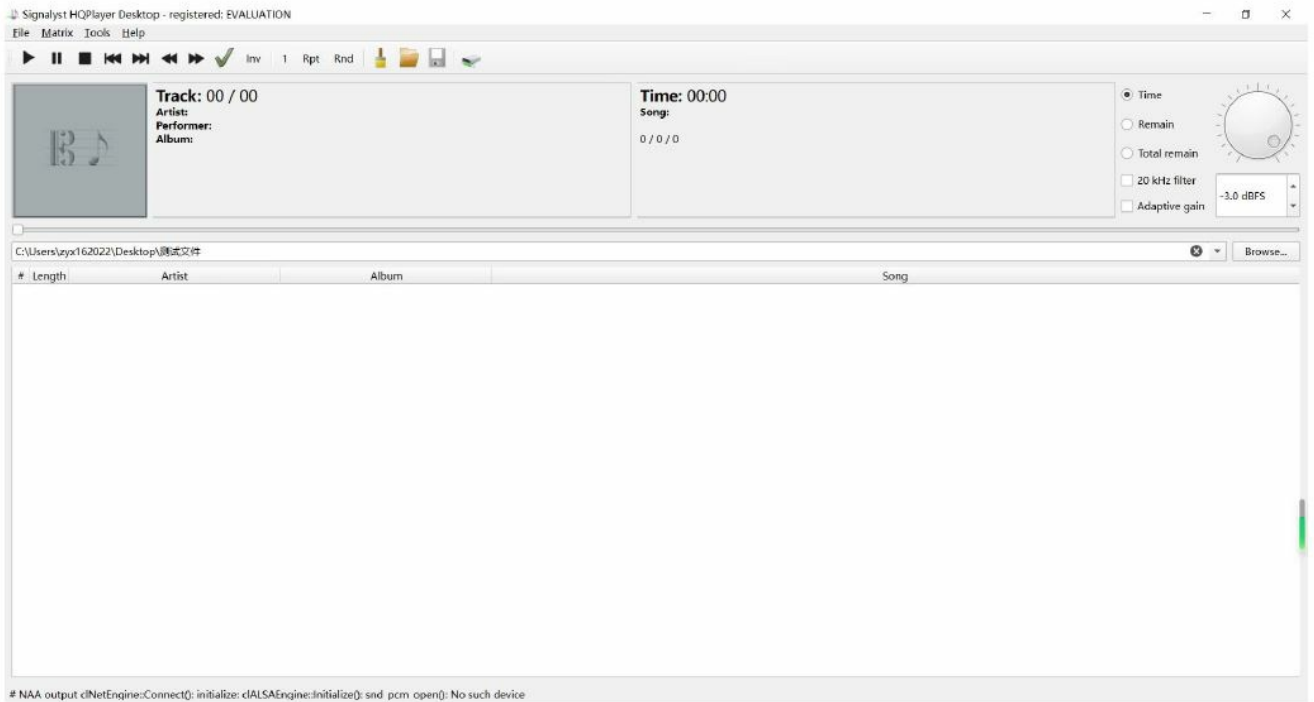 Signalyst HQPlayer Desktop - registered: EVALUATION
File Matrix Tools Help
Inv 1 Rpt Rnd
Track: 00 / 00
Artist:
Performer:
Album:
Time: 00:00
Song:
0 / 0 / 0
Time
Remain
Total remain
20 kHz filter
Adaptive gain
-3.0 dBFS
C:\Users\zyx162022\Desktop\测试文件
Browse...
# Length Artist Album Song
# NAA output clNetEngine::Connect(): initialize: clALSAEngine::Initialize(): snd_pcm_open(): No such device